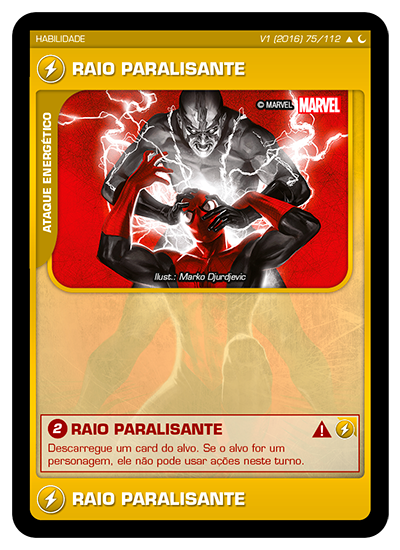 HABILIDADE
V1 (2016) 75/112
RAIO PARALISANTE
© MARVEL MARVEL
ATAQUE ENERGÉTICO
Ilust.: Marko Djurdjevic
2 RAIO PARALISANTE
Descarregue um card do alvo. Se o alvo for um
personagem, ele não pode usar ações neste turno.
RAIO PARALISANTE